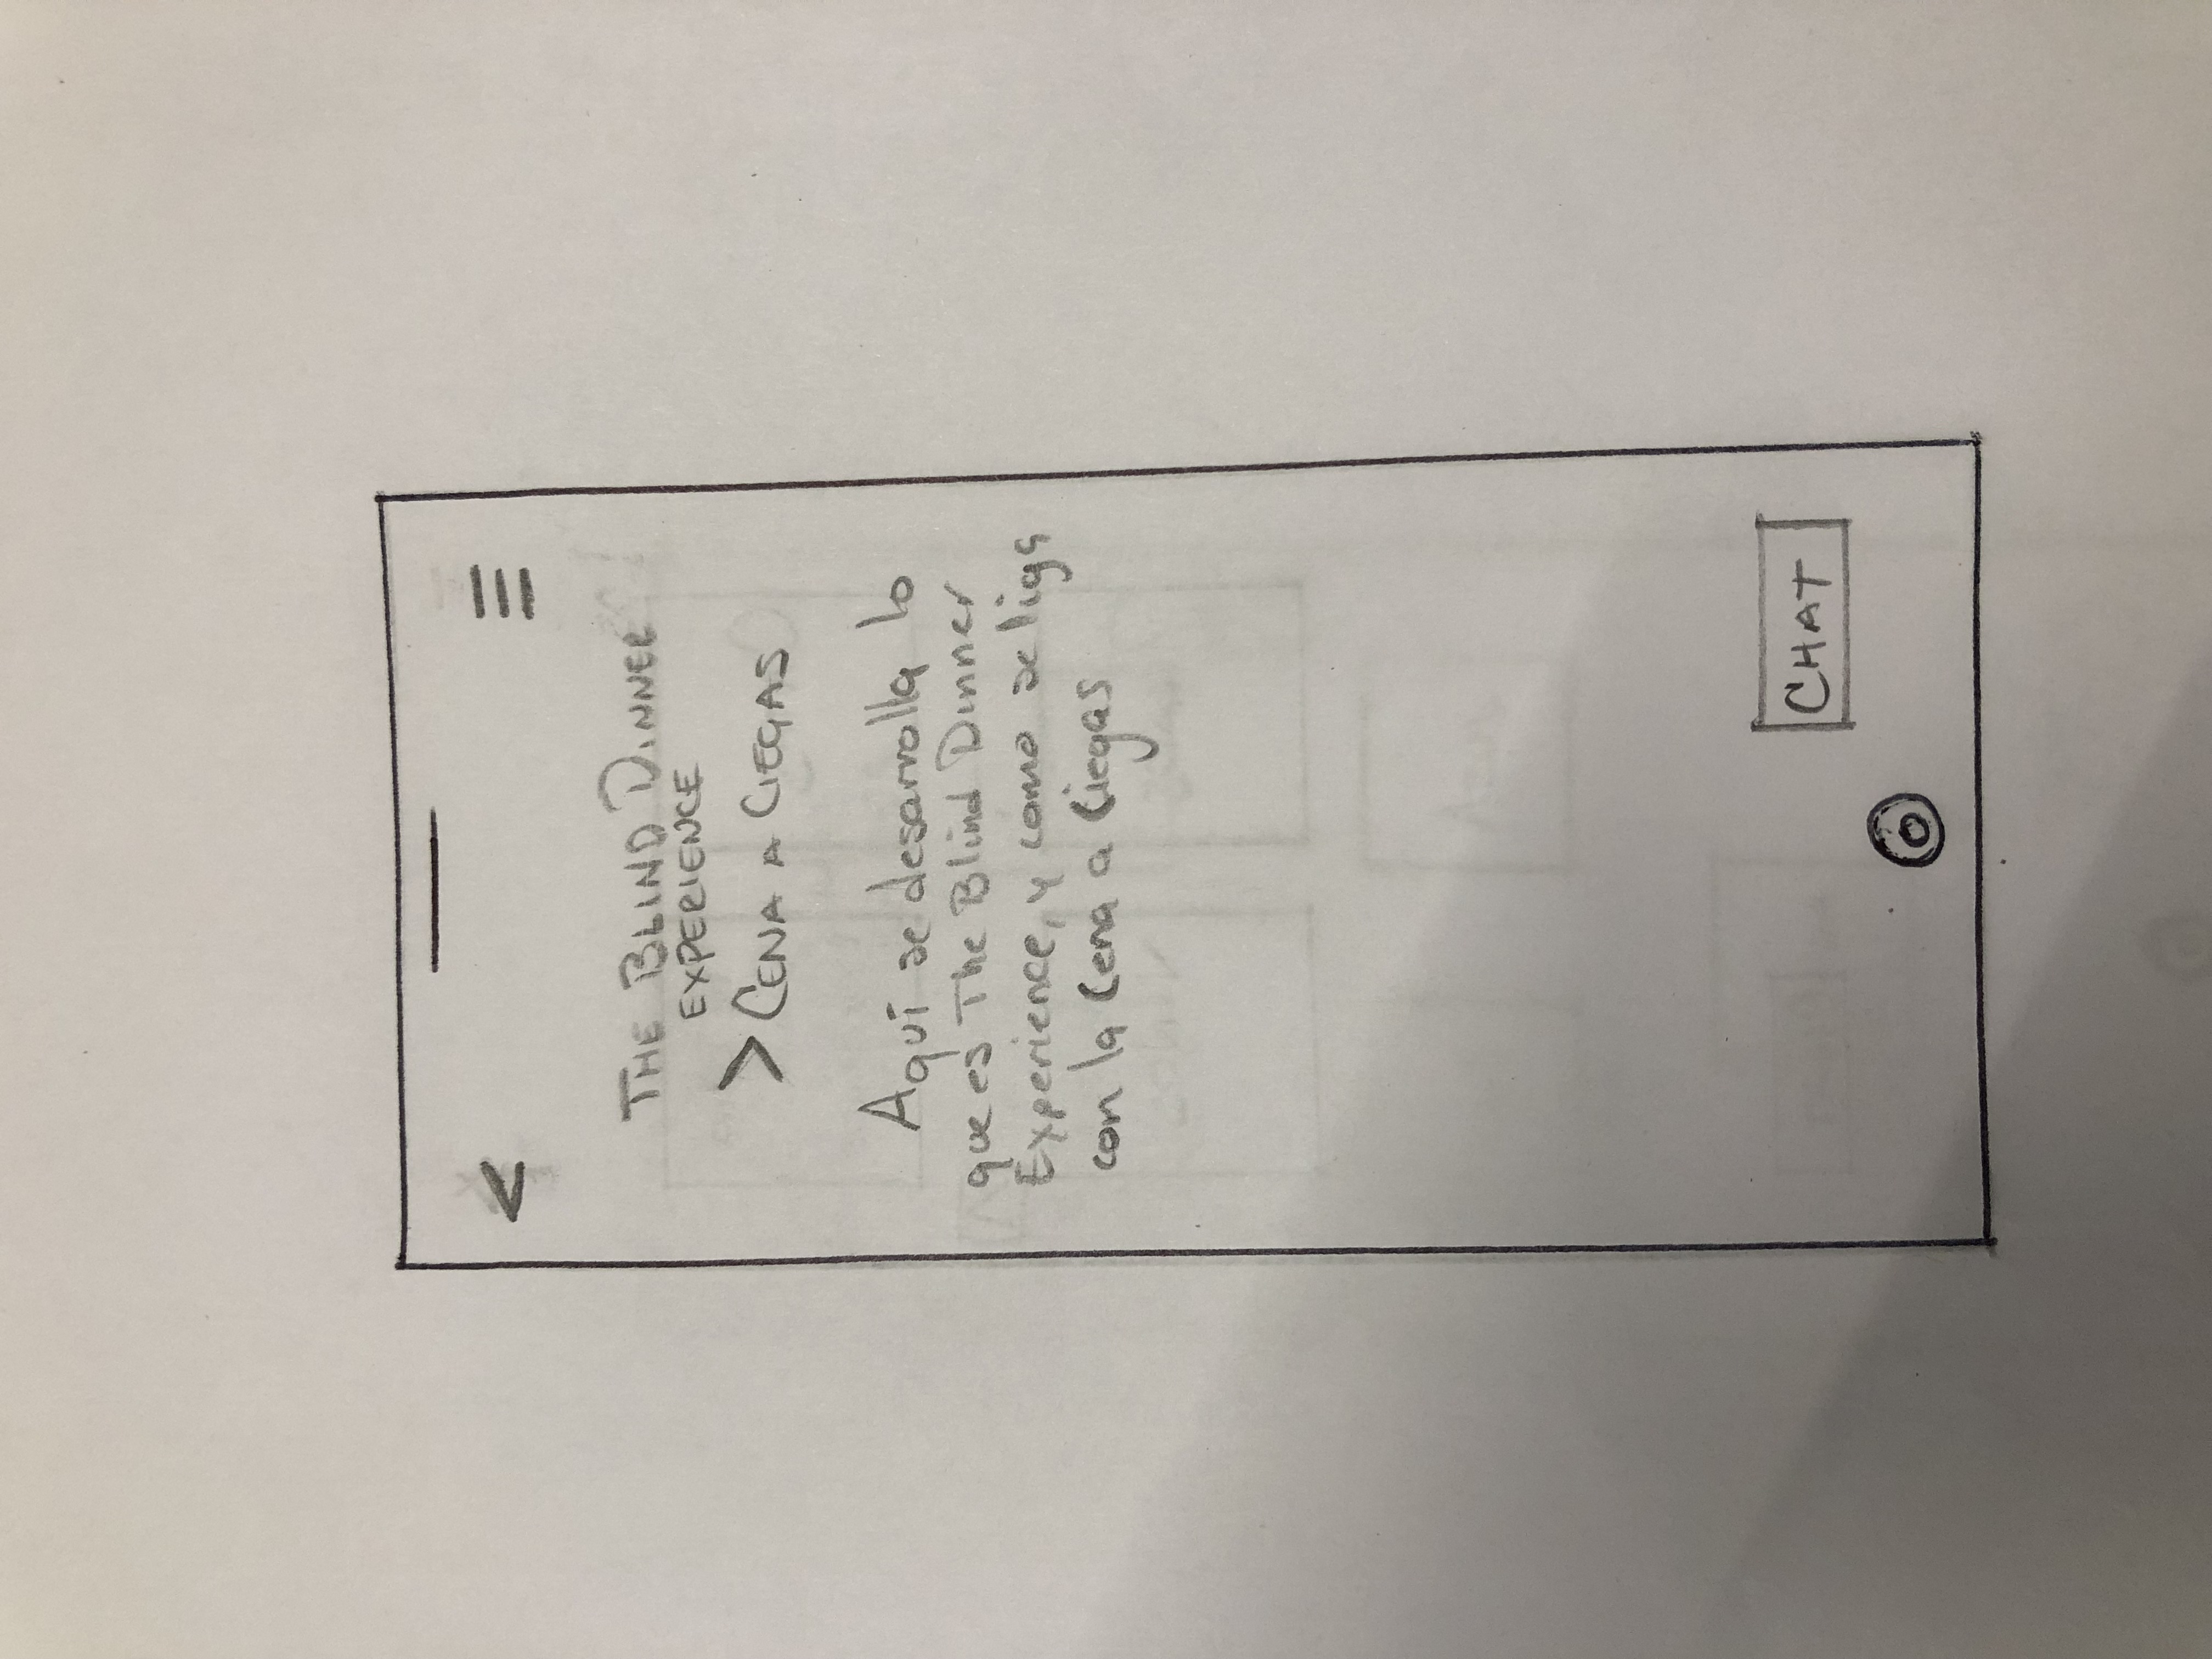 <
THE BLIND DINNER
EXPERIENCE
> CENA A CIEGAS
Aquí se desarrolla lo
que es The Blind Dinner
Experience, y como se liga
con la Cena a Ciegas
CHAT